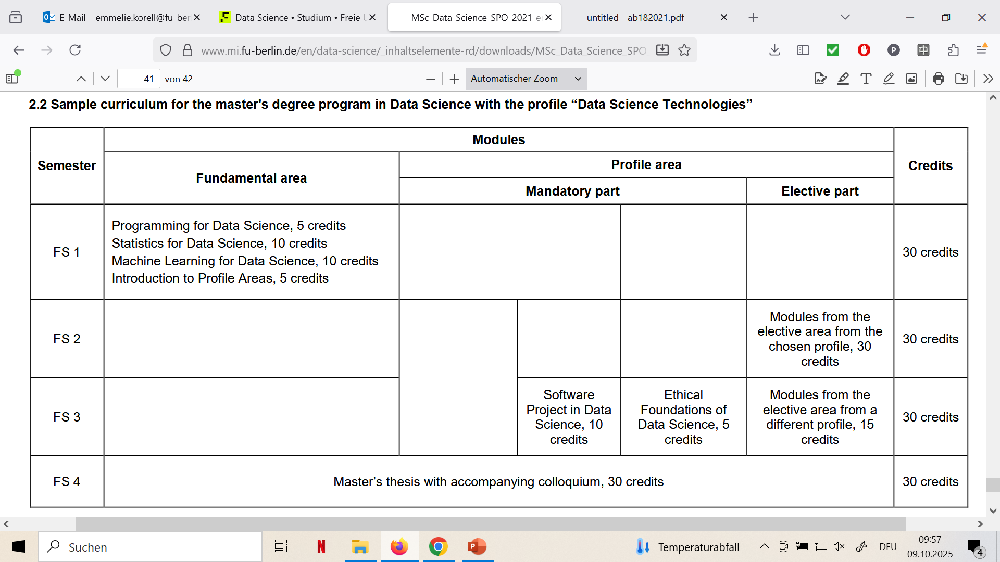 E-Mail – emmelie.korell@fu-ber
Data Science • Studium • Freie U
MSc_Data_Science_SPO_2021_e
untitled - ab182021.pdf
www.mi.fu-berlin.de/en/data-science/_inhaltselemente-rd/downloads/MSc_Data_Science_SPO_
P
中
41 von 42
Automatischer Zoom
2.2 Sample curriculum for the master's degree program in Data Science with the profile “Data Science Technologies”
Semester
Modules
Credits
Fundamental area
Profile area
Mandatory part
Elective part
FS 1
Programming for Data Science, 5 credits
Statistics for Data Science, 10 credits
Machine Learning for Data Science, 10 credits
Introduction to Profile Areas, 5 credits
30 credits
FS 2
Modules from the
elective area from the
chosen profile, 30
credits
30 credits
FS 3
Software
Project in Data
Science, 10
credits
Ethical
Foundations of
Data Science, 5
credits
Modules from the
elective area from a
different profile, 15
credits
30 credits
FS 4
Master’s thesis with accompanying colloquium, 30 credits
30 credits
Suchen
N
P
Temperaturabfall
DEU
09:57
09.10.2025
4